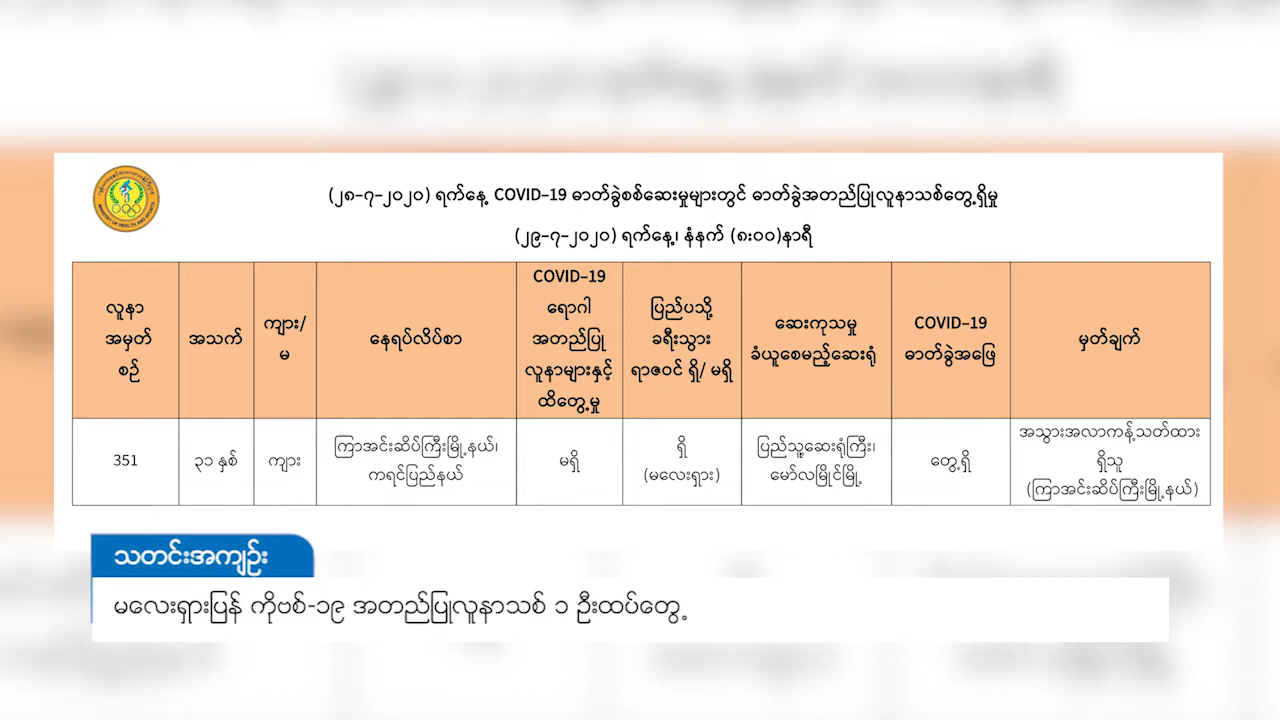 (၂၈-၇-၂၀၂၀) ရက်နေ့ COVID-19 ဓာတ်ခွဲစစ်ဆေးမှုများတွင် ဓာတ်ခွဲအတည်ပြုလူနာသစ်တွေ့ရှိမှု
(၂၉-၇-၂၀၂၀) ရက်နေ့၊ နံနက် (၈း၀၀)နာရီ
လူနာ
အမှတ်
စဉ်
အသက်
ကျား/
မ
နေရပ်လိပ်စာ
COVID-19
ရောဂါ
အတည်ပြု
လူနာများနှင့်
ထိတွေ့မှု
ပြည်ပသို့
ခရီးသွား
ရာဇဝင် ရှိ/ မရှိ
ဆေးကုသမှု
ခံယူစေမည့်ဆေးရုံ
COVID-19
ဓာတ်ခွဲအဖြေ
မှတ်ချက်
351
၃၁ နှစ်
ကျား
ကြာအင်းဆိပ်ကြီးမြို့နယ်၊
ကရင်ပြည်နယ်
မရှိ
ရှိ
(မလေးရှား)
ပြည်သူ့ဆေးရုံကြီး၊
မော်လမြိုင်မြို့
တွေ့ရှိ
အသွားအလာကန့်သတ်ထား
ရှိသူ
(ကြာအင်းဆိပ်ကြီးမြို့နယ်)
သတင်းအကျဉ်း
မလေးရှားပြန် ကိုဗစ်-၁၉ အတည်ပြုလူနာသစ် ၁ ဦးထပ်တွေ့